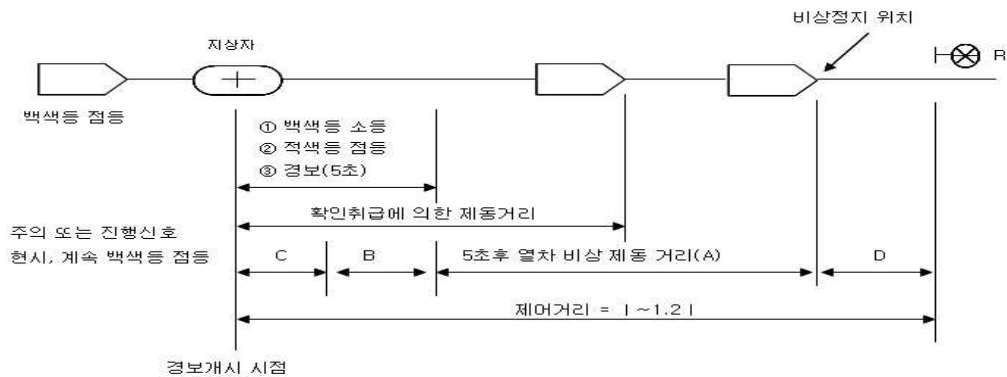 비상정지 위치
지상자
R
백색등 점등
① 백색등 소등
② 적색등 점등
③ 경보(5초)
확인취급에 의한 제동거리
주의 또는 진행신호
현시, 계속 백색등 점등
C
B
5초후 열차 비상 제동 거리(A)
D
제어거리 = l ~1.2 l
경보개시 시점